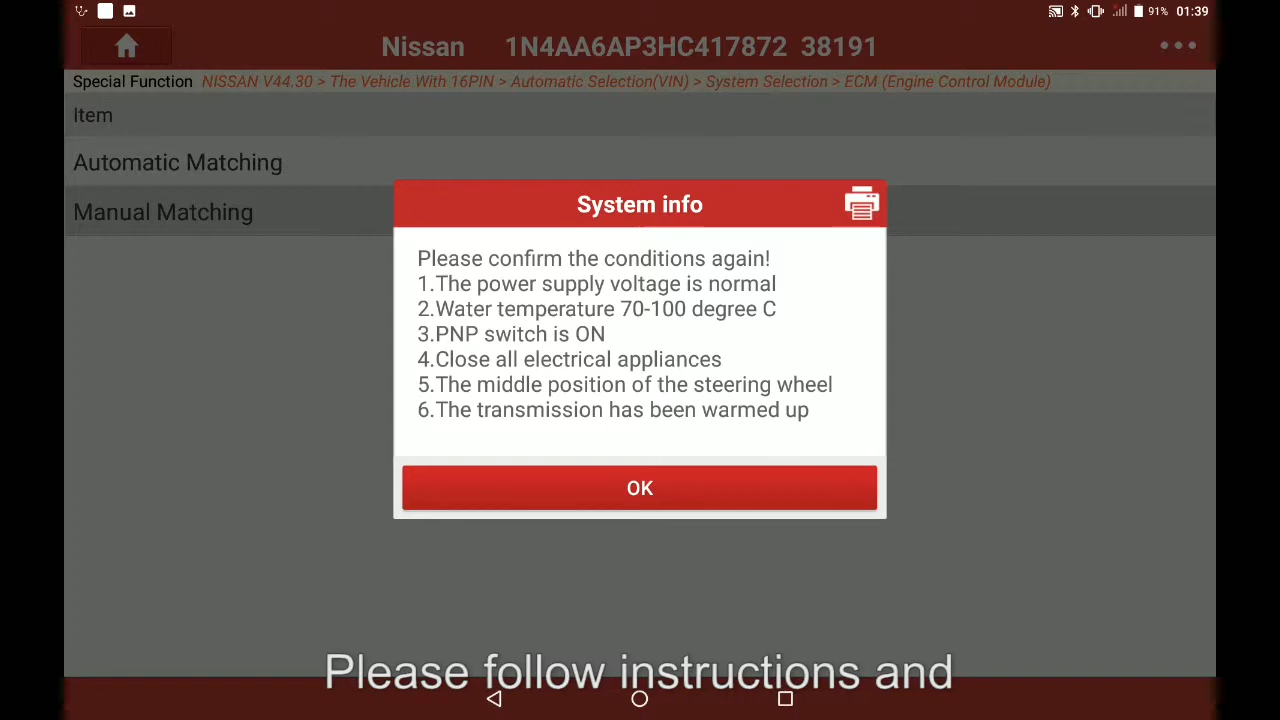 91% 01:39
Nissan 1N4AA6AP3HC417872 38191
Special Function NISSAN V44.30 > The Vehicle With 16PIN > Automatic Selection(VIN) > System Selection > ECM (Engine Control Module)
Item
Automatic Matching
Manual Matching
System info
Please confirm the conditions again!
1.The power supply voltage is normal
2.Water temperature 70-100 degree C
3.PNP switch is ON
4.Close all electrical appliances
5.The middle position of the steering wheel
6.The transmission has been warmed up
OK
Please follow instructions and